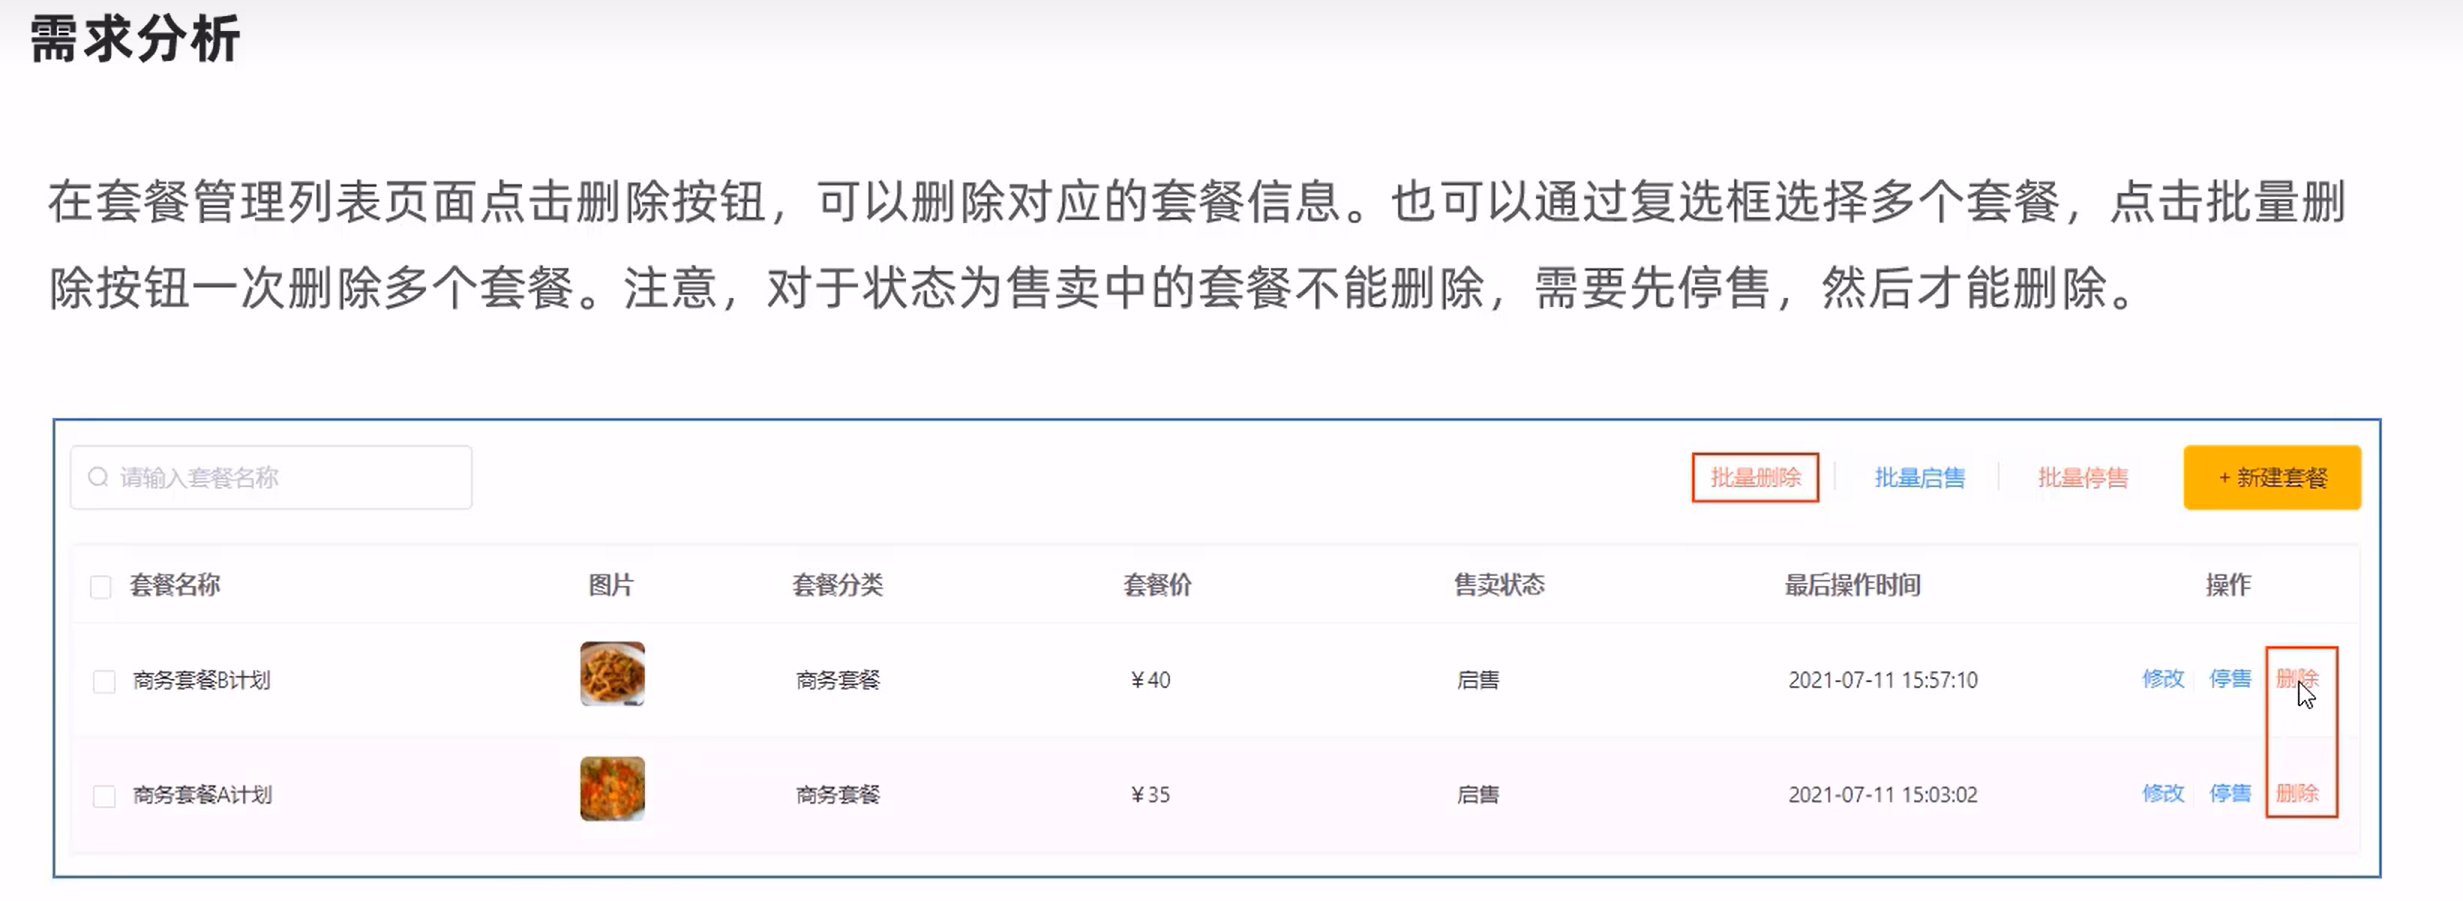 需求分析
在套餐管理列表页面点击删除按钮，可以删除对应的套餐信息。也可以通过复选框选择多个套餐，点击批量删
除按钮一次删除多个套餐。注意，对于状态为售卖中的套餐不能删除，需要先停售，然后才能删除。
请输入套餐名称 批量删除 批量启售 批量停售 + 新建套餐
套餐名称 图片 套餐分类 套餐价 售卖状态 最后操作时间 操作
商务套餐B计划 商务套餐 ￥40 启售 2021-07-11 15:57:10 修改 停售 删除
商务套餐A计划 商务套餐 ￥35 启售 2021-07-11 15:03:02 修改 停售 删除